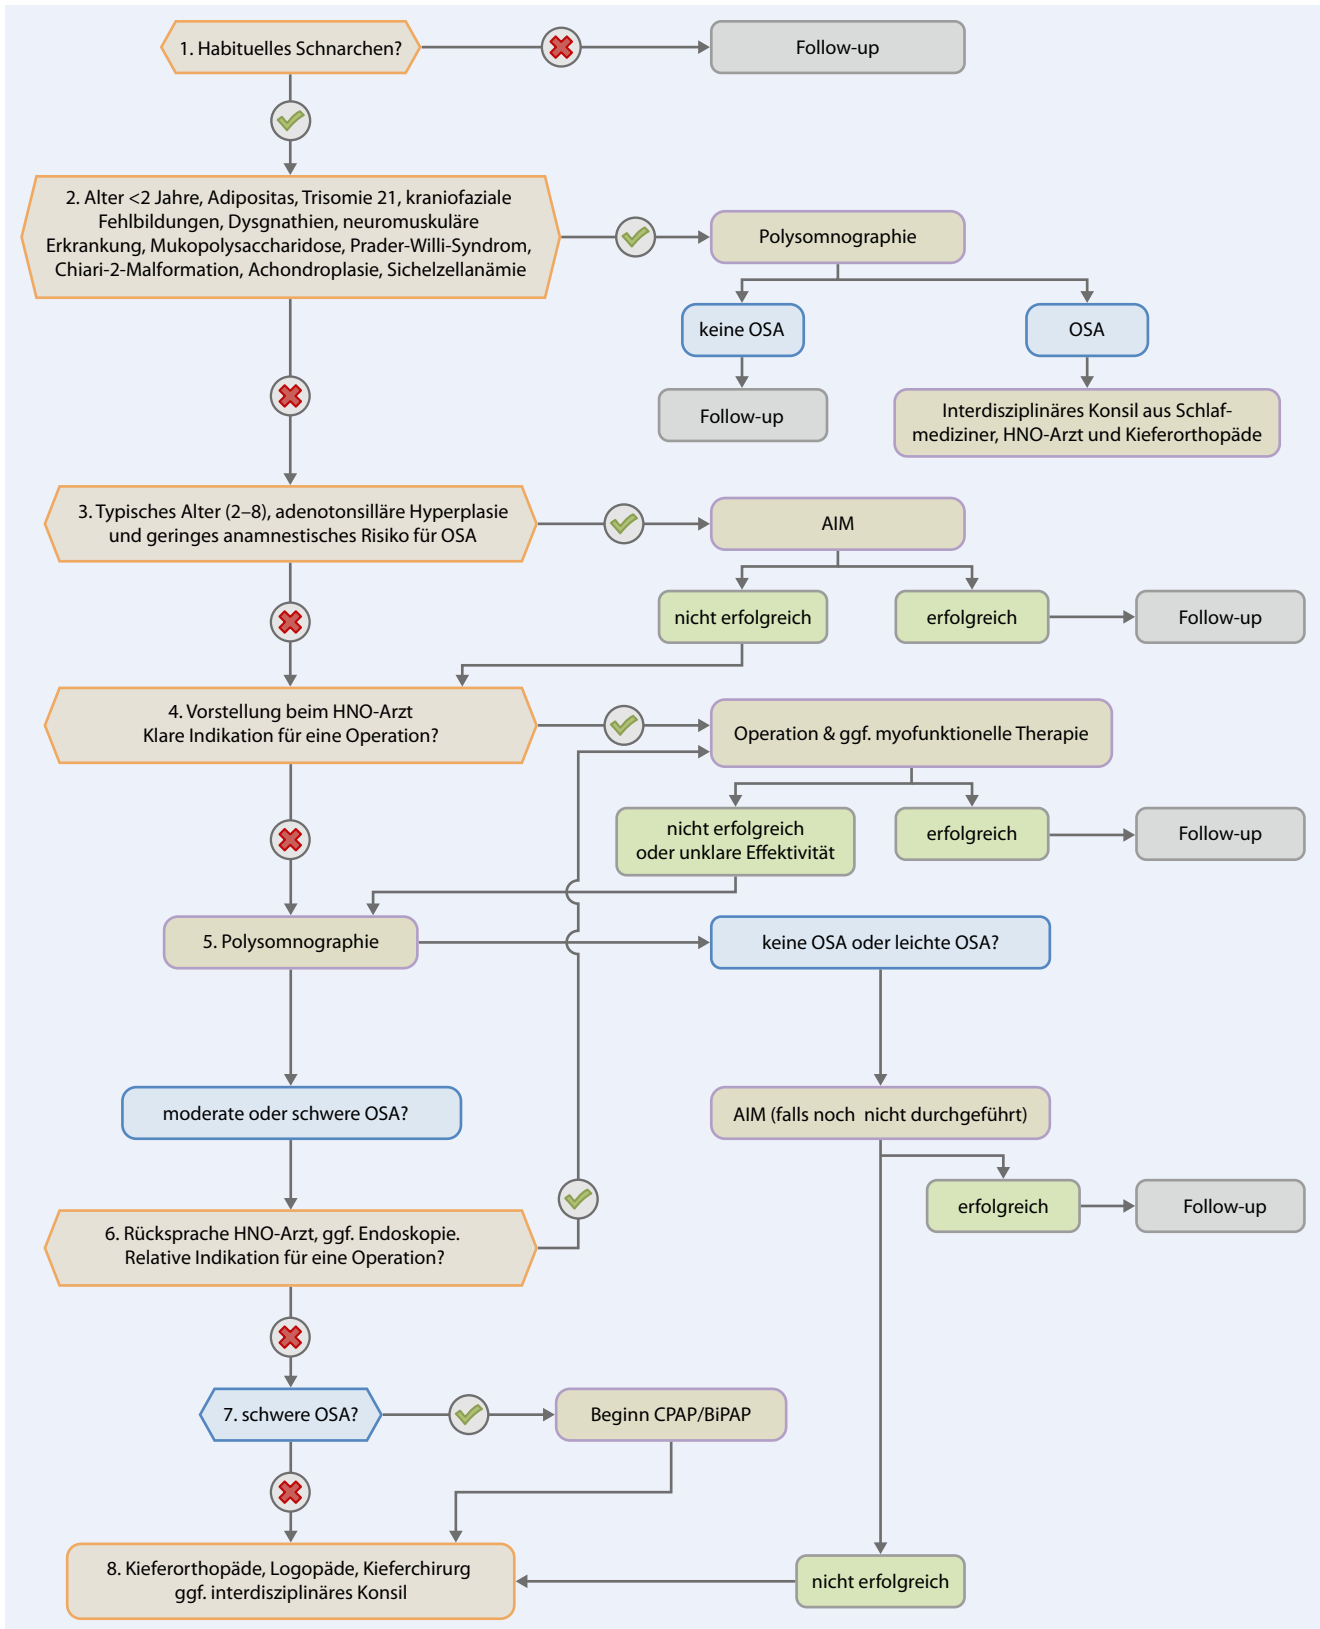 1. Habituelles Schnarchen?
Follow-up
2. Alter <2 Jahre, Adipositas, Trisomie 21, kraniofaziale
Fehlbildungen, Dysgnathien, neuromuskuläre
Erkrankung, Mukopolysaccharidose, Prader-Willi-Syndrom,
Chiari-2-Malformation, Achondroplasie, Sichelzellanämie
Polysomnographie
keine OSA
OSA
Follow-up
Interdisziplinäres Konsil aus Schlaf-
mediziner, HNO-Arzt und Kieferorthopäde
3. Typisches Alter (2–8), adenotonsilläre Hyperplasie
und geringes anamnestisches Risiko für OSA
AIM
nicht erfolgreich
erfolgreich
Follow-up
4. Vorstellung beim HNO-Arzt
Klare Indikation für eine Operation?
Operation & ggf. myofunktionelle Therapie
nicht erfolgreich
oder unklare Effektivität
erfolgreich
Follow-up
5. Polysomnographie
keine OSA oder leichte OSA?
moderate oder schwere OSA?
AIM (falls noch nicht durchgeführt)
erfolgreich
Follow-up
6. Rücksprache HNO-Arzt, ggf. Endoskopie.
Relative Indikation für eine Operation?
7. schwere OSA?
Beginn CPAP/BiPAP
8. Kieferorthopäde, Logopäde, Kieferchirurg
ggf. interdisziplinäres Konsil
nicht erfolgreich